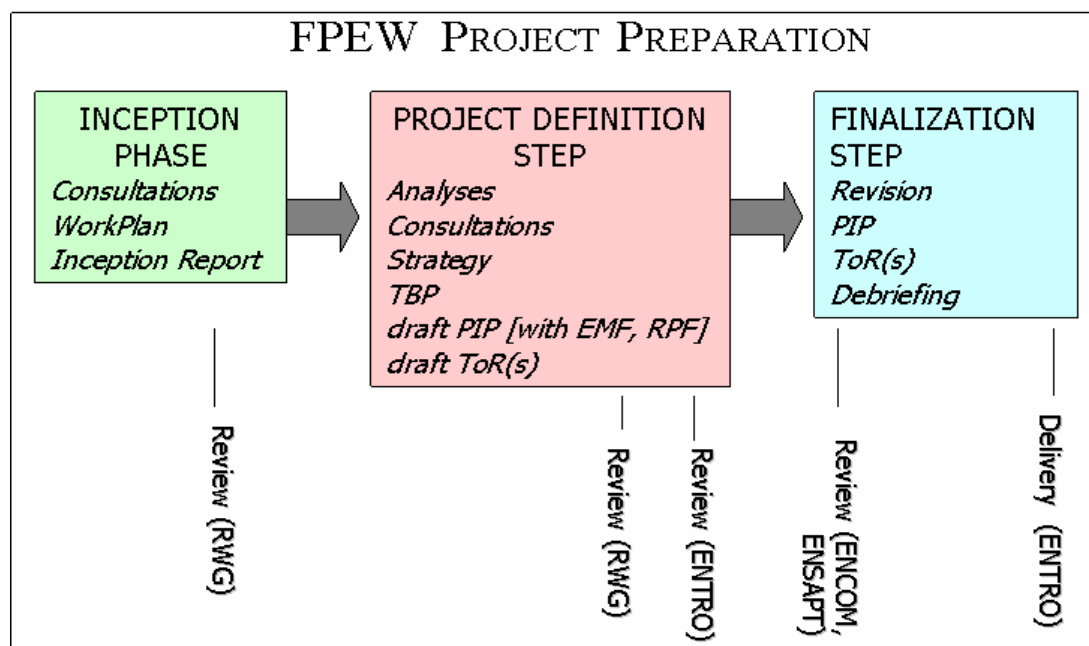 FPEW PROJECT PREPARATION
INCEPTION
PHASE
Consultations
WorkPlan
Inception Report
PROJECT DEFINITION
STEP
Analyses
Consultations
Strategy
TBP
draft PIP [with EMF, RPF]
draft ToR(s)
FINALIZATION
STEP
Revision
PIP
ToR(s)
Debriefing
Review (RWG)
Review (RWG)
Review (ENTRO)
Review (ENCOM,
ENSAPT)
Delivery (ENTRO)